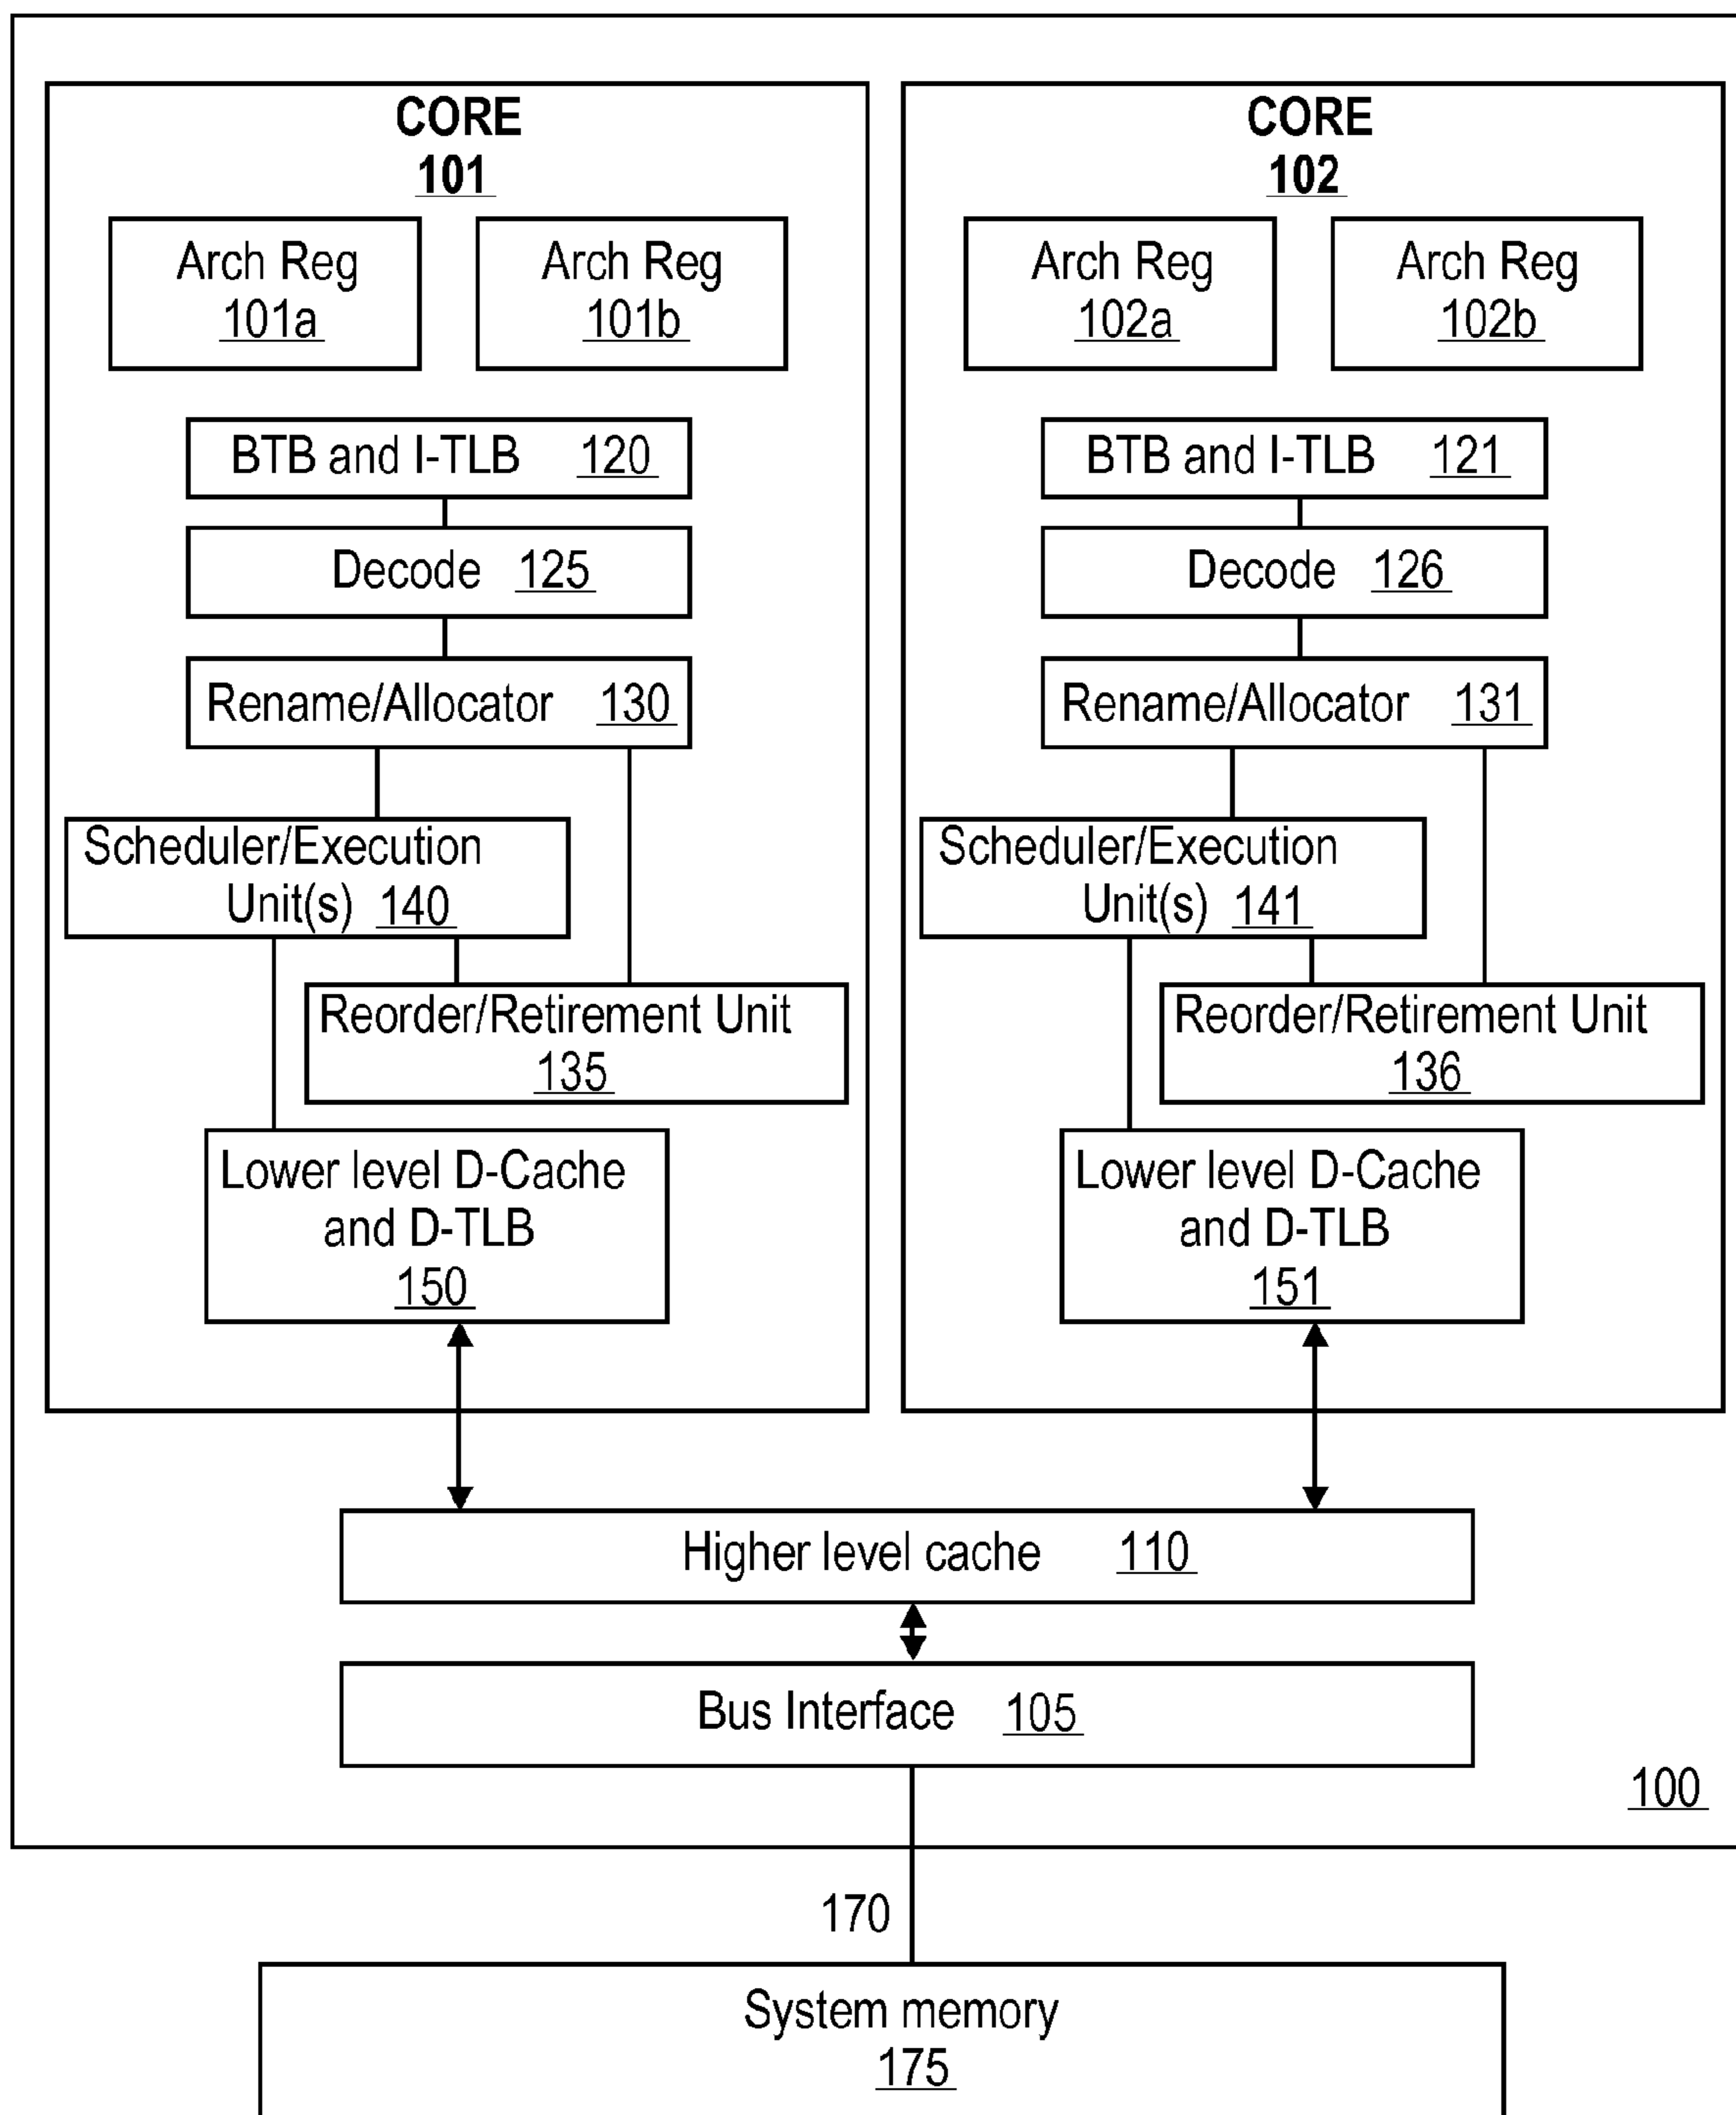 CORE
101
Arch Reg
101a
Arch Reg
101b
BTB and I-TLB 120
Decode 125
Rename/Allocator 130
Scheduler/Execution
Unit(s) 140
Reorder/Retirement Unit
135
Lower level D-Cache
and D-TLB
150
CORE
102
Arch Reg
102a
Arch Reg
102b
BTB and I-TLB 121
Decode 126
Rename/Allocator 131
Scheduler/Execution
Unit(s) 141
Reorder/Retirement Unit
136
Lower level D-Cache
and D-TLB
151
Higher level cache 110
Bus Interface 105
100
170
System memory
175